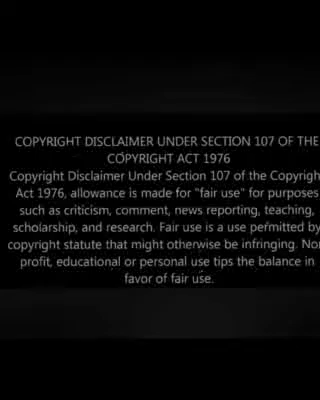 COPYRIGHT DISCLAIMER UNDER SECTION 107 OF THE
COPYRIGHT ACT 1976
Copyright Disclaimer Under Section 107 of the Copyrigh
Act 1976, allowance is made for "fair use" for purposes
such as criticism, comment, news reporting, teaching,
scholarship, and research. Fair use is a use permitted by
copyright statute that might otherwise be infringing. Non
profit, educational or personal use tips the balance in
favor of fair use.